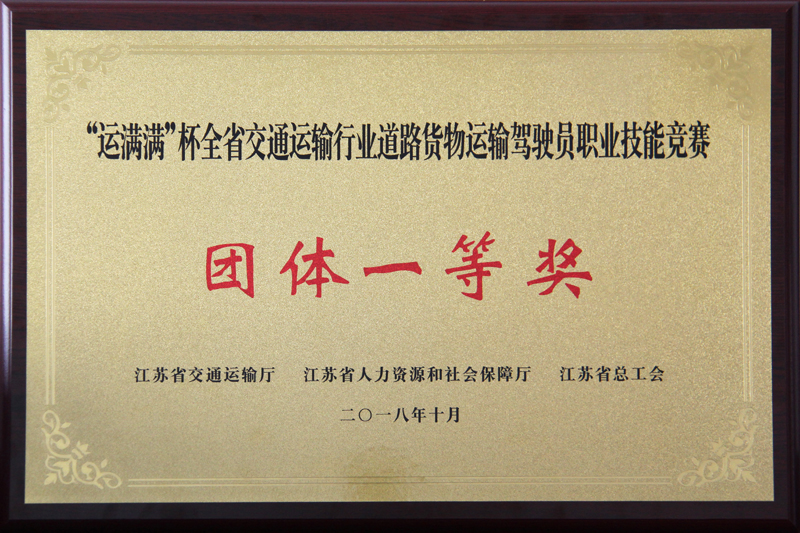 “运满满”杯全省交通运输行业道路货物运输驾驶员职业技能竞赛
团体一等奖
江苏省交通运输厅 江苏省人力资源和社会保障厅 江苏省总工会
二〇一八年十月